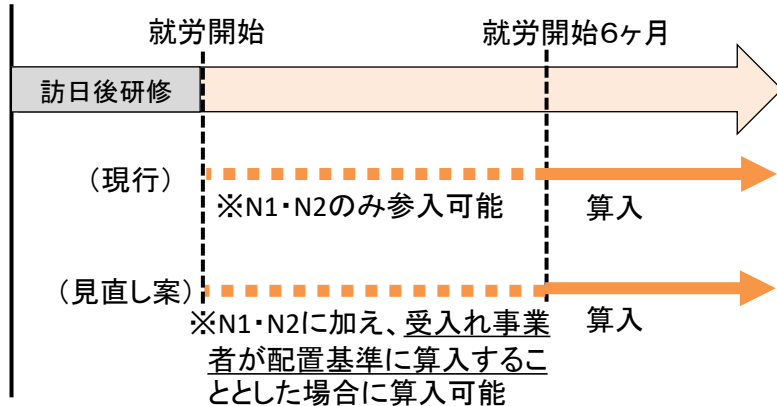 就労開始
就労開始6ヶ月
訪日後研修
(現行)
※N1・N2のみ参入可能
算入
(見直し案)
※N1・N2に加え、受入れ事業
者が配置基準に算入するこ
ととした場合に算入可能
算入